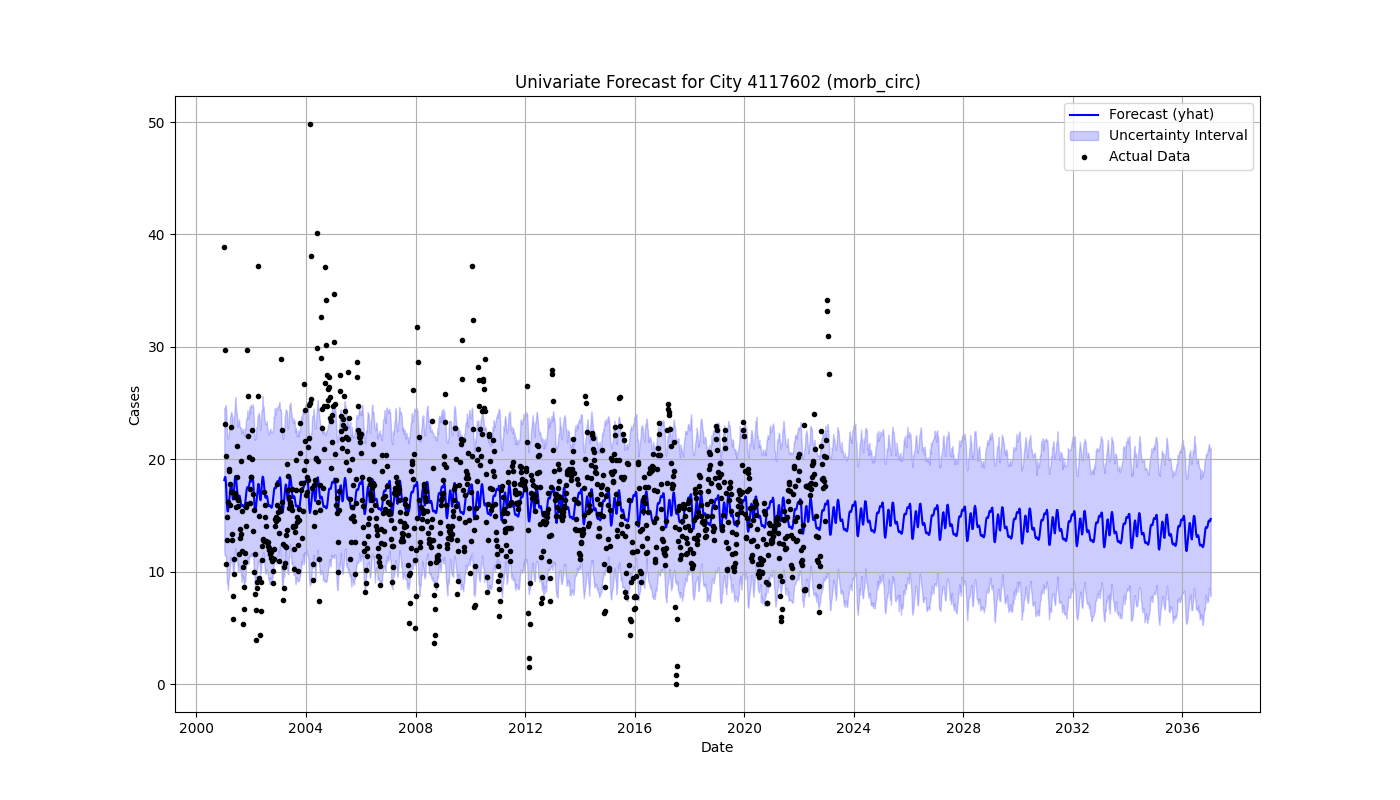 Univariate Forecast for City 4117602 (morb_circ)
Forecast (yhat)
Uncertainty Interval
Actual Data
Cases
50
40
30
20
10
0
2000 2004 2008 2012 2016 2020 2024 2028 2032 2036
Date